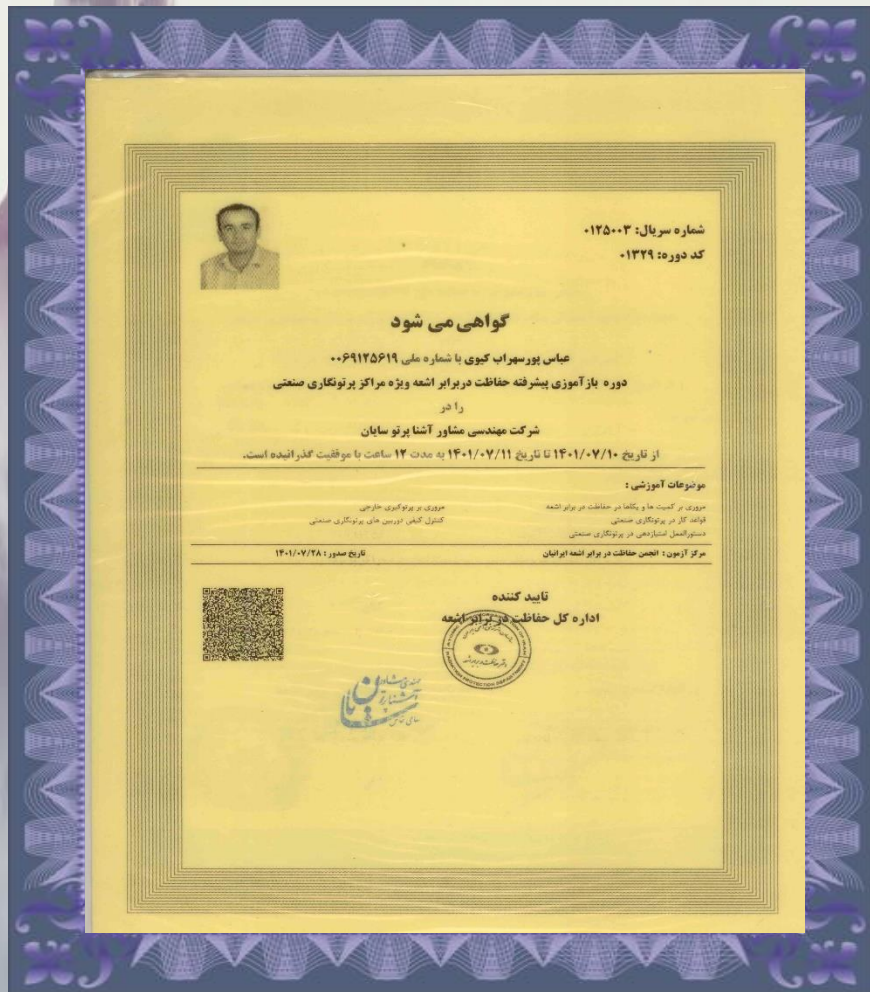 شماره سریال: ۰۱۲۵۰۰۳
کد دوره: ۰۱۳۲۹
گواهی می شود
عباس پورسهراب کیوی با شماره ملی ۰۰۶۹۱۲۵۶۱۹
دوره بازآموزی پیشرفته حفاظت دربرابر اشعه ویژه مراکز پرتونگاری صنعتی
را در
شرکت مهندسی مشاور آشنا پرتو سایان
از تاریخ ۱۴۰۱/۰۷/۱۰ تا تاریخ ۱۴۰۱/۰۷/۱۱ به مدت ۱۲ ساعت با موفقیت گذرانیده است.
موضوعات آموزشی :
مروری بر کمیت ها و یکاها در حفاظت در برابر اشعه
قواعد کار در پرتونگاری صنعتی
دستورالعمل امتیازدهی در پرتونگاری صنعتی
مروری بر پرتوگیری خارجی
کنترل کیفی دوربین های پرتونگاری صنعتی
مرکز آزمون : انجمن حفاظت در برابر اشعه ایرانیان
تاریخ صدور : ۱۴۰۱/۰۷/۲۸
تایید کننده
اداره کل حفاظت در برابر اشعه